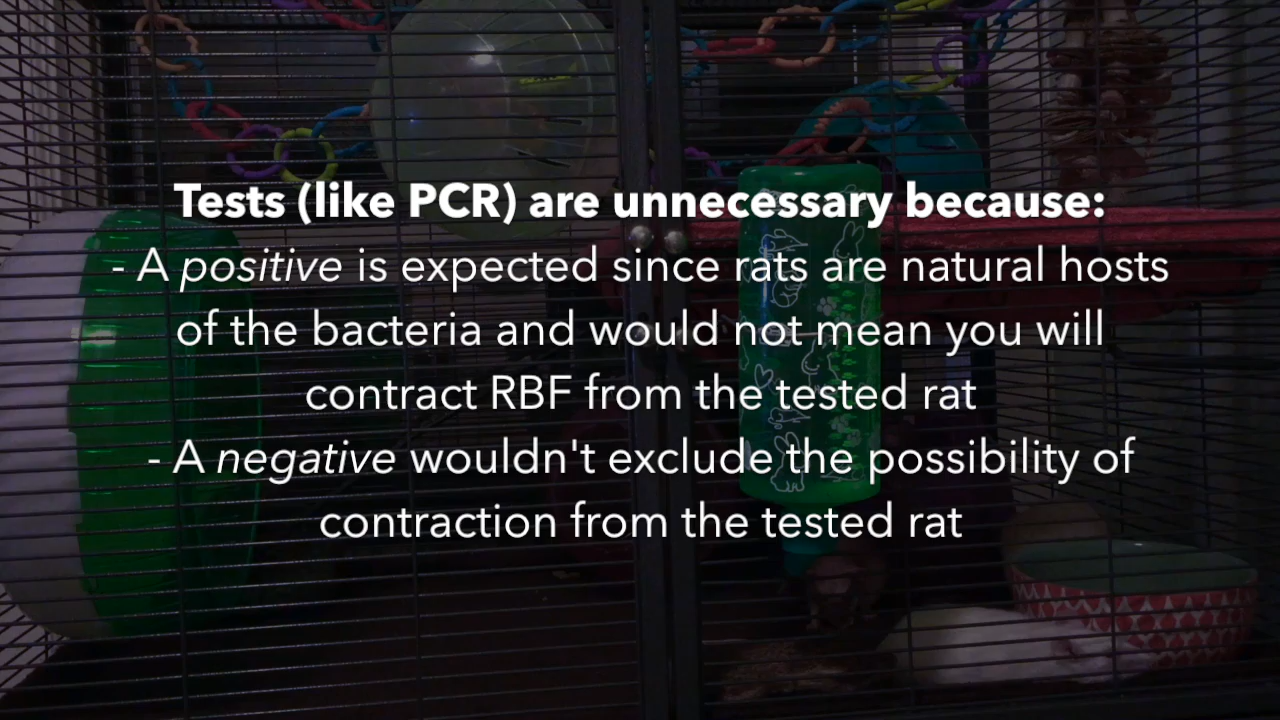 Tests (like PCR) are unnecessary because:
- A positive is expected since rats are natural hosts
of the bacteria and would not mean you will
contract RBF from the tested rat
- A negative wouldn't exclude the possibility of
contraction from the tested rat